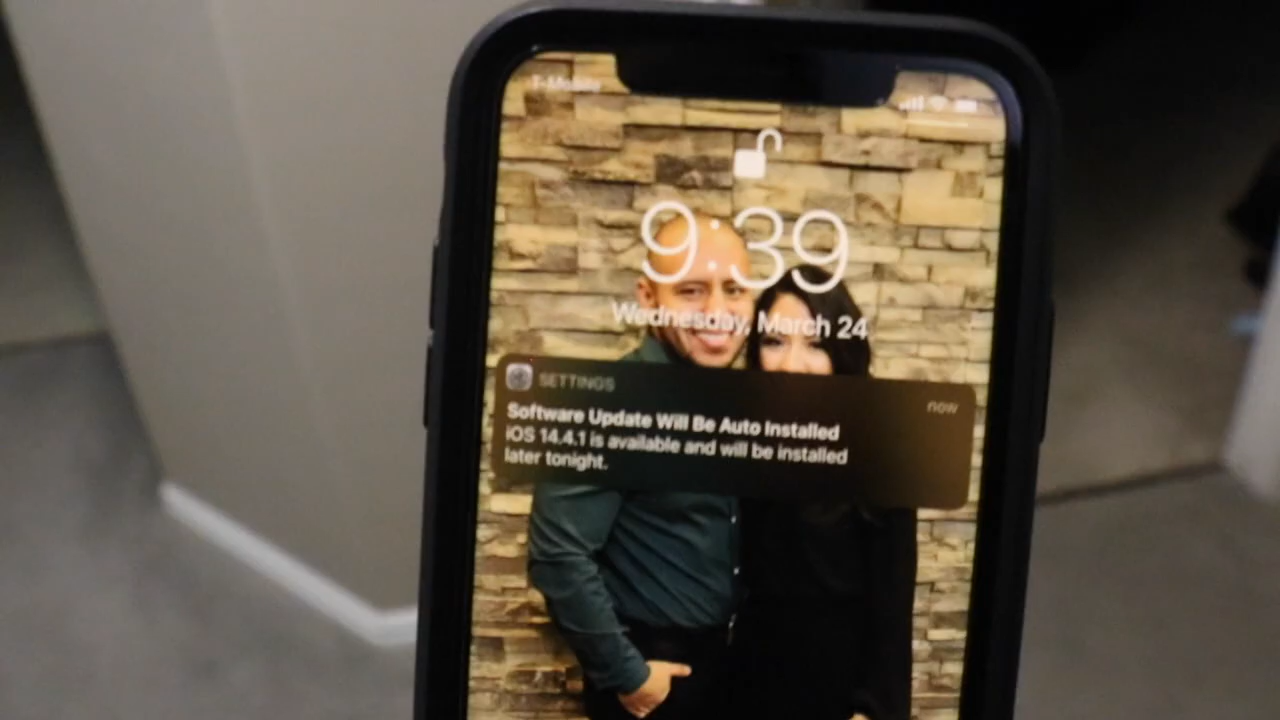 T-Mobile
9:39
Wednesday, March 24
SETTINGS
now
Software Update Will Be Auto Installed
iOS 14.4.1 is available and will be installed
later tonight.